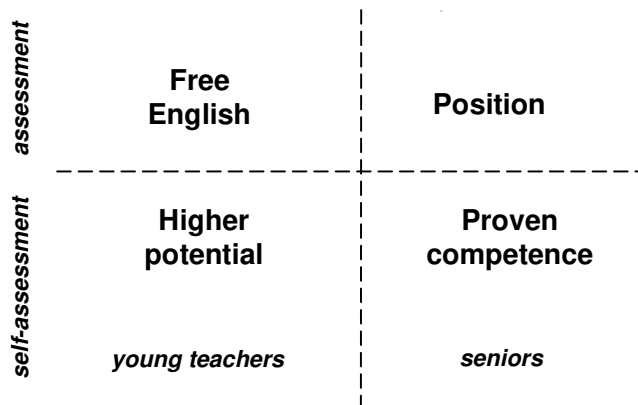 assessment
Free
English
Position
self-assessment
Higher
potential
Proven
competence
young teachers
seniors